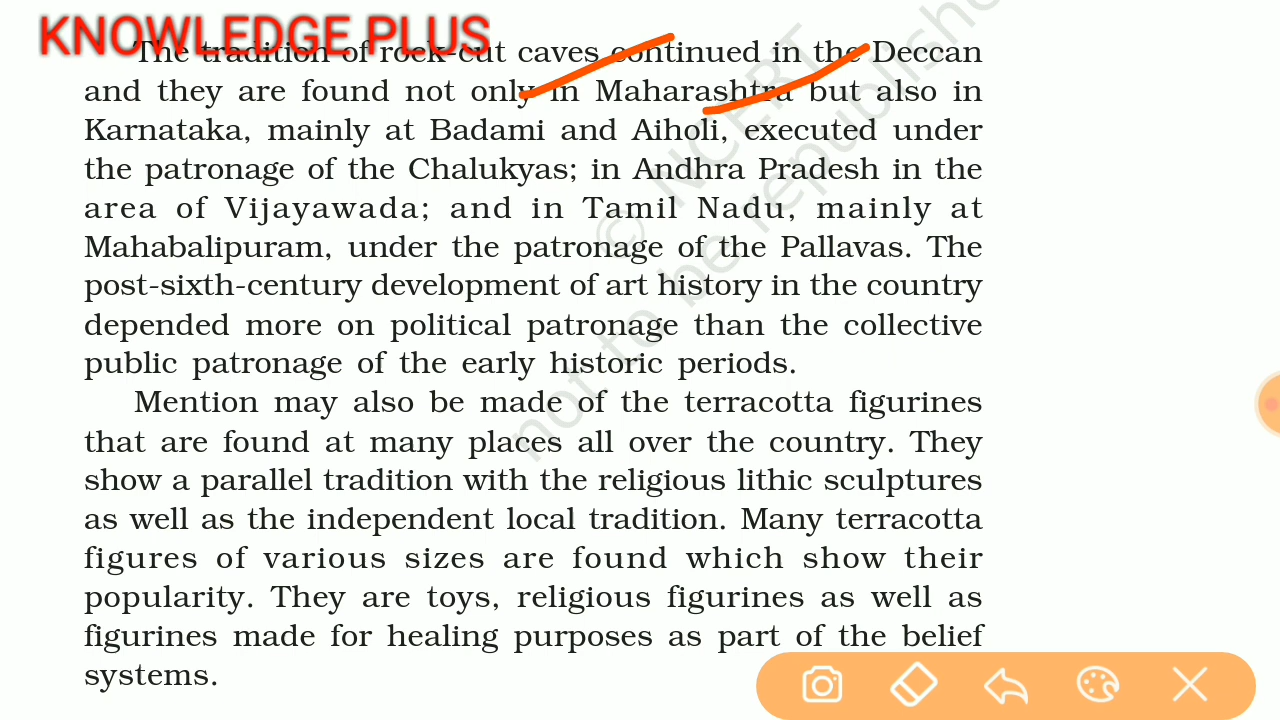 KNOWLEDGE PLUS
The tradition of rock-cut caves continued in the Deccan
and they are found not only in Maharashtra but also in
Karnataka, mainly at Badami and Aiholi, executed under
the patronage of the Chalukyas; in Andhra Pradesh in the
area of Vijayawada; and in Tamil Nadu, mainly at
Mahabalipuram, under the patronage of the Pallavas. The
post-sixth-century development of art history in the country
depended more on political patronage than the collective
public patronage of the early historic periods.
Mention may also be made of the terracotta figurines
that are found at many places all over the country. They
show a parallel tradition with the religious lithic sculptures
as well as the independent local tradition. Many terracotta
figures of various sizes are found which show their
popularity. They are toys, religious figurines as well as
figurines made for healing purposes as part of the belief
systems.
© NCERT
not to be republished